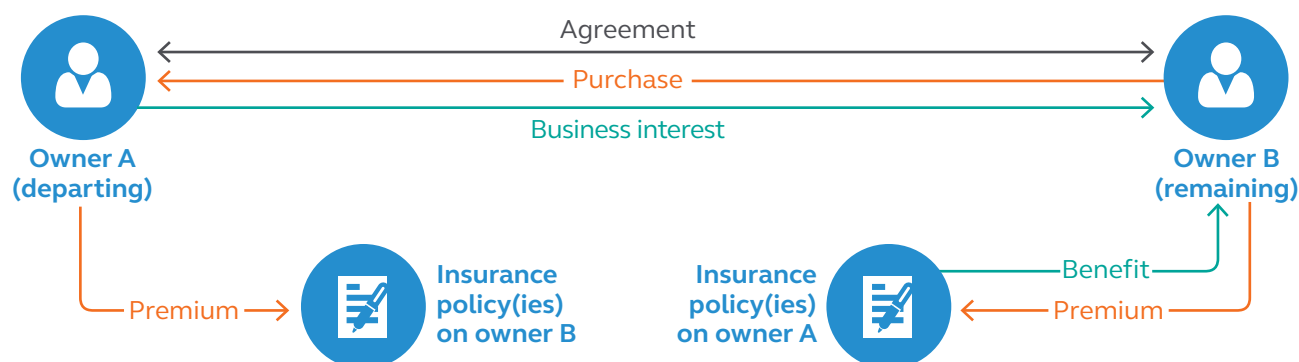 Agreement
Purchase
Business interest
Owner A
(departing)
Owner B
(remaining)
Premium
Insurance
policy(ies)
on owner B
Insurance
policy(ies)
on owner A
Benefit
Premium